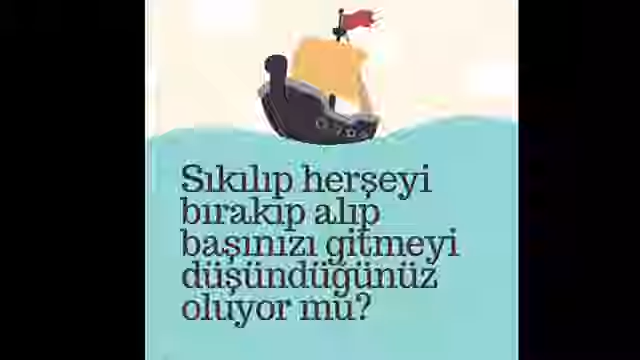 Sıkılıp herşeyi
bırakıp alıp
başınızı gitmeyi
düşündüğünüz
oluyor mu?